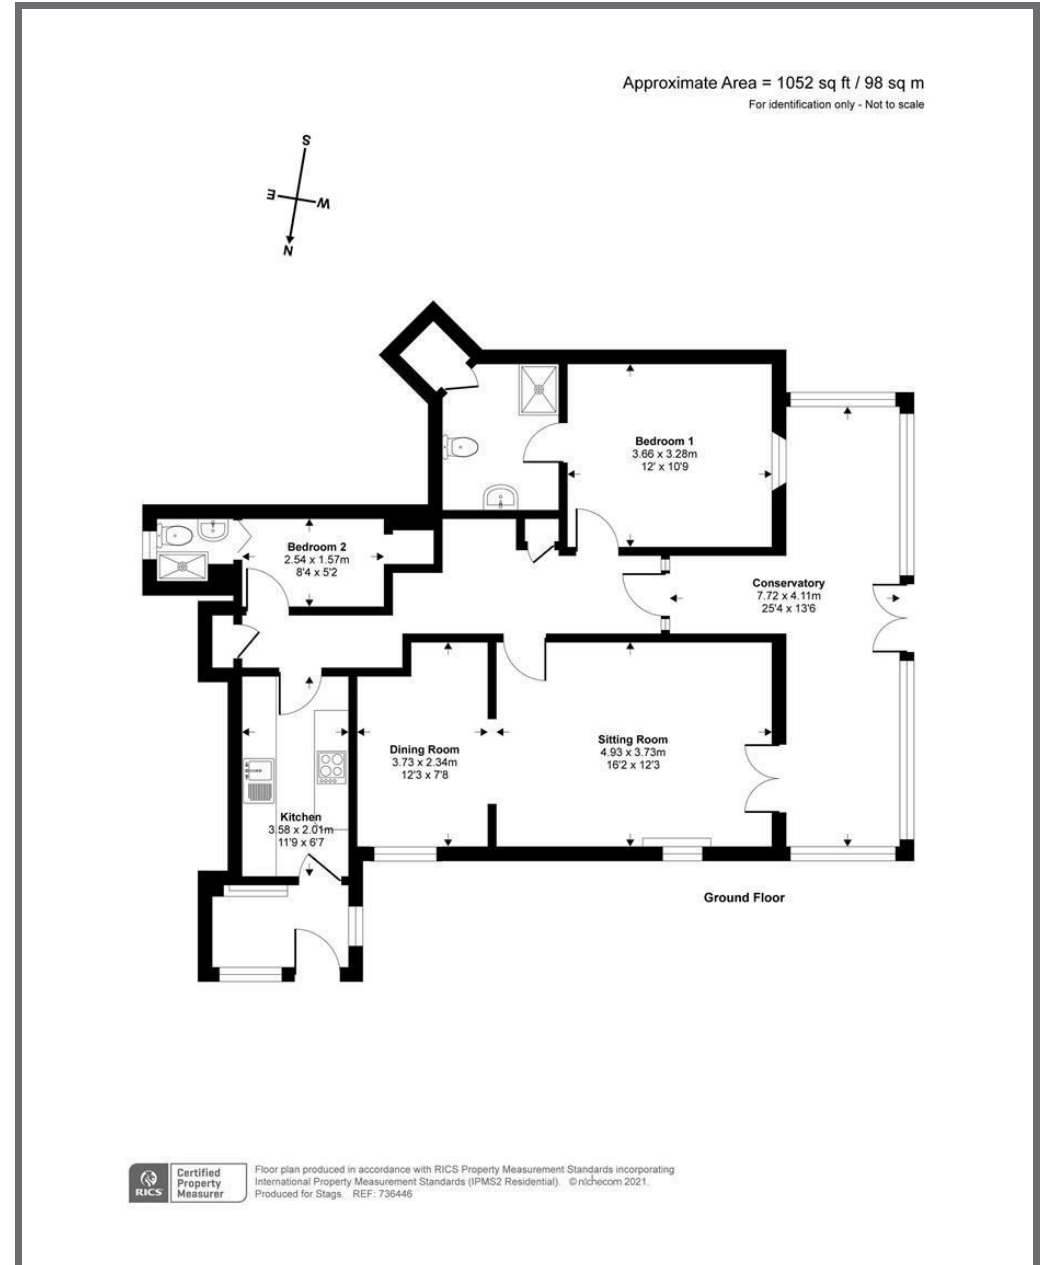 Approximate Area = 1052 sq ft / 98 sq m
For identification only - Not to scale
S
E
W
N
Bedroom 1
3.66 x 3.28m
12' x 10'9
Bedroom 2
2.54 x 1.57m
8'4 x 5'2
Conservatory
7.72 x 4.11m
25'4 x 13'6
Sitting Room
4.93 x 3.73m
16'2 x 12'3
Dining Room
3.73 x 2.34m
12'3 x 7'8
Kitchen
3.58 x 2.01m
11'9 x 6'7
Ground Floor
RICS
Certified
Property
Measurer
Floor plan produced in accordance with RICS Property Measurement Standards incorporating
International Property Measurement Standards (IPMS2 Residential). © nichecom 2021.
Produced for Stags. REF: 736446